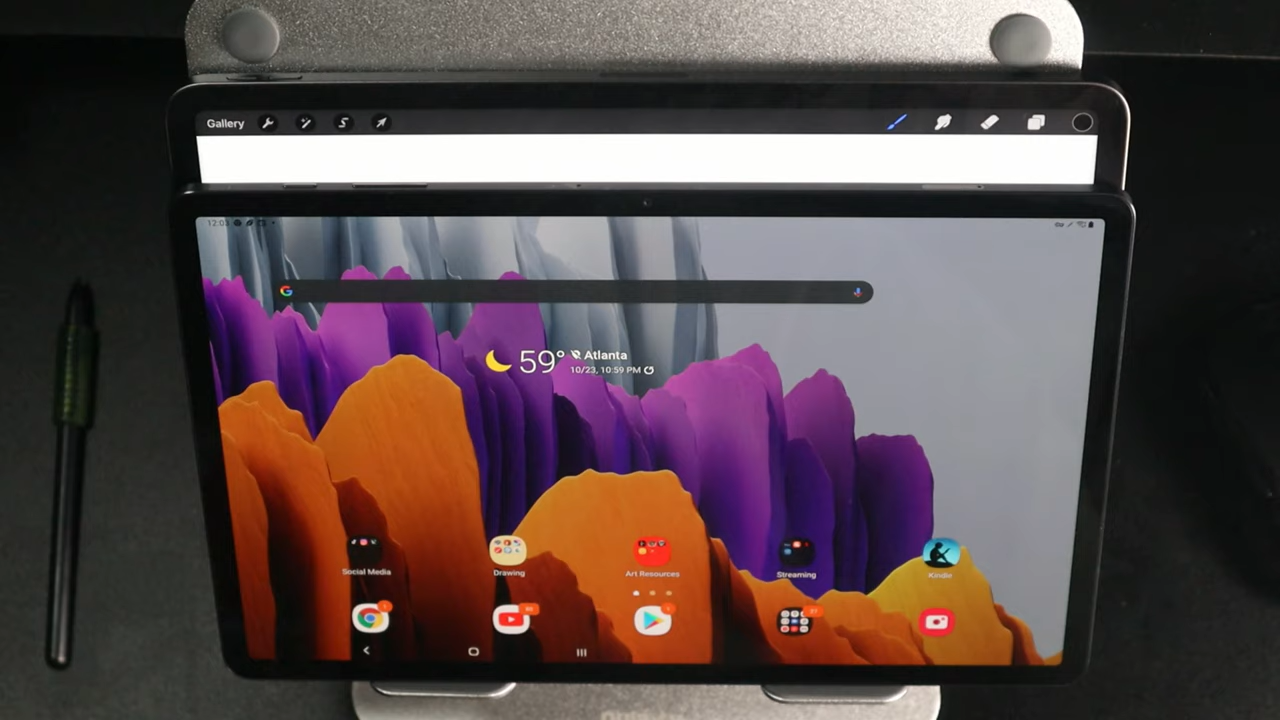 Gallery
59° Atlanta
10/23, 10:59 PM
Social Media
Drawing
Art Resources
Streaming
Kindle